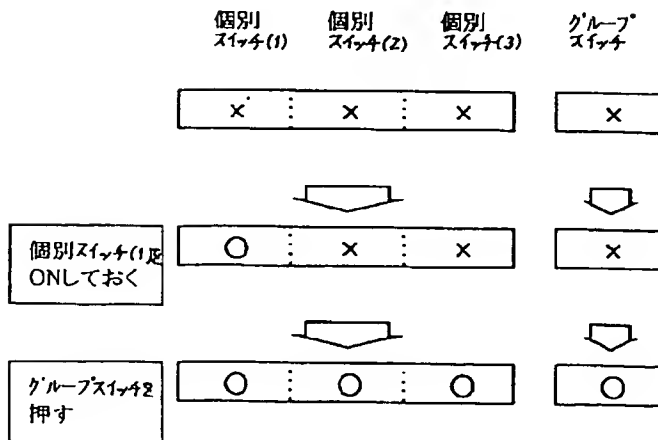 個別 個別 個別 グループ
スイッチ(1) スイッチ(2) スイッチ(3) スイッチ
× × × ×
個別スイッチ(1)を ○ × × ×
ONしておく
グループスイッチを ○ ○ ○ ○
押す